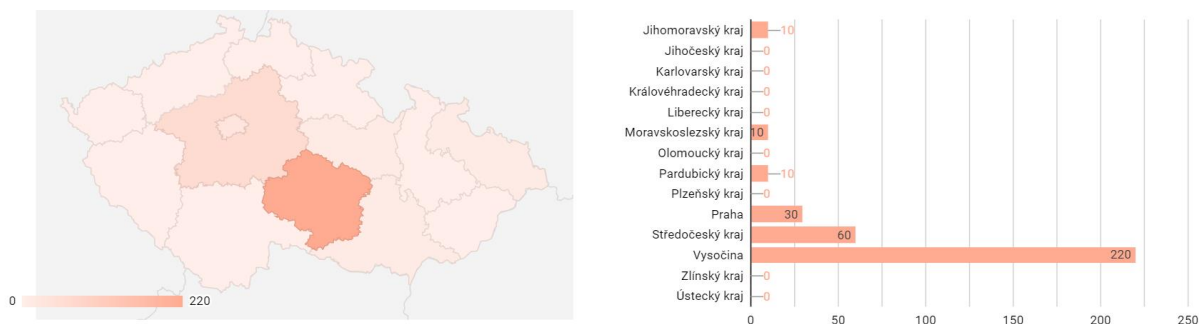 0 220
Jihomoravský kraj 10
Jihočeský kraj 0
Karlovarský kraj 0
Královéhradecký kraj 0
Liberecký kraj 0
Moravskoslezský kraj 10
Olomoucký kraj 0
Pardubický kraj 10
Plzeňský kraj 0
Praha 30
Středočeský kraj 60
Vysočina 220
Zlínský kraj 0
Ústecký kraj 0
0 50 100 150 200 250